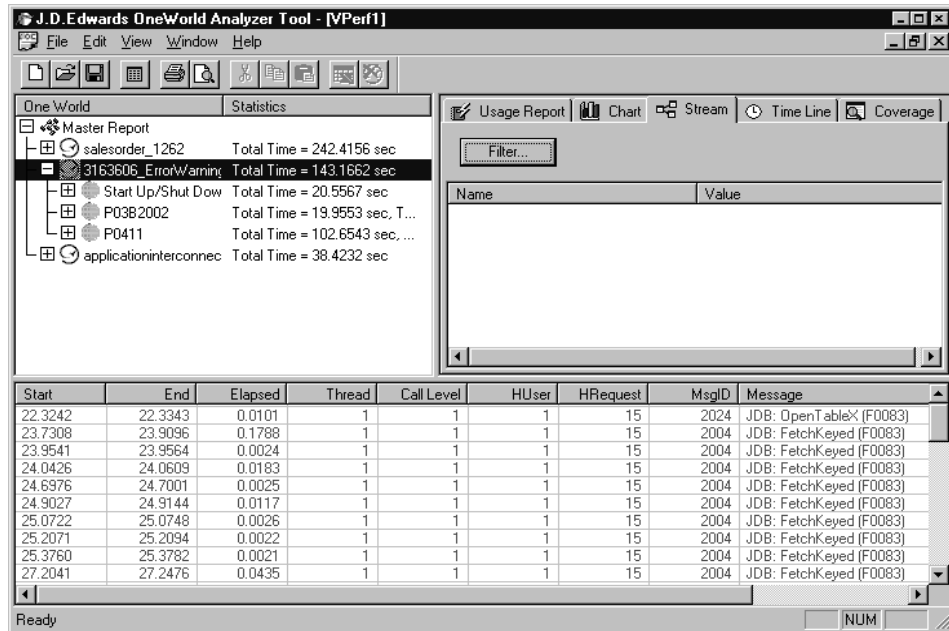 J.D.Edwards OneWorld Analyzer Tool - [VPerf1]
File Edit View Window Help
One World Statistics
Master Report
salesorder_1262 Total Time = 242.4156 sec
3163606_ErrorWarning Total Time = 143.1662 sec
Start Up/Shut Dow Total Time = 20.5567 sec
P03B2002 Total Time = 19.9553 sec, T...
P0411 Total Time = 102.6543 sec, ...
applicationinterconnec Total Time = 38.4232 sec
Usage Report Chart Stream Time Line Coverage
Filter...
Name Value
Start End Elapsed Thread Call Level HUser HRequest MsgID Message
22.3242 22.3343 0.0101 1 1 1 15 2024 JDB: OpenTableX (F0083)
23.7308 23.9096 0.1788 1 1 1 15 2004 JDB: FetchKeyed (F0083)
23.9541 23.9564 0.0024 1 1 1 15 2004 JDB: FetchKeyed (F0083)
24.0426 24.0609 0.0183 1 1 1 15 2004 JDB: FetchKeyed (F0083)
24.6976 24.7001 0.0025 1 1 1 15 2004 JDB: FetchKeyed (F0083)
24.9027 24.9144 0.0117 1 1 1 15 2004 JDB: FetchKeyed (F0083)
25.0722 25.0748 0.0026 1 1 1 15 2004 JDB: FetchKeyed (F0083)
25.2071 25.2094 0.0022 1 1 1 15 2004 JDB: FetchKeyed (F0083)
25.3760 25.3782 0.0021 1 1 1 15 2004 JDB: FetchKeyed (F0083)
27.2041 27.2476 0.0435 1 1 1 15 2004 JDB: FetchKeyed (F0083)
Ready NUM